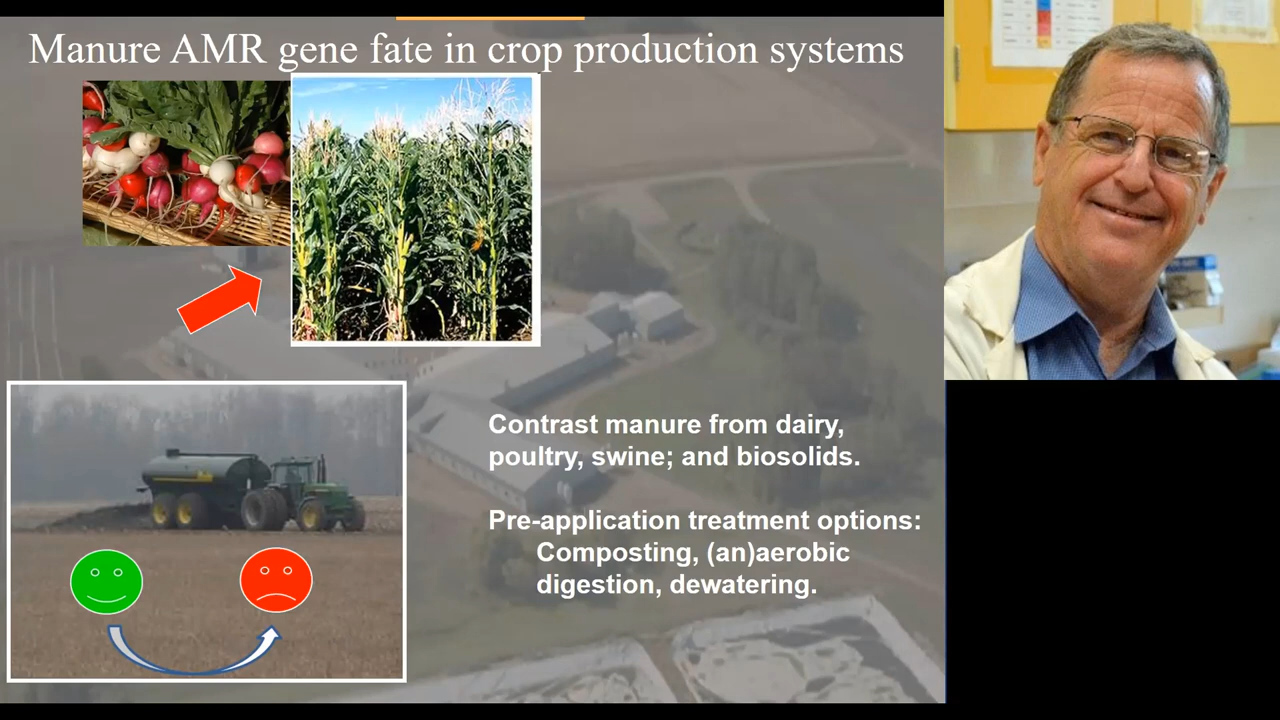 Manure AMR gene fate in crop production systems
Contrast manure from dairy,
poultry, swine; and biosolids.
Pre-application treatment options:
Composting, (an)aerobic
digestion, dewatering.